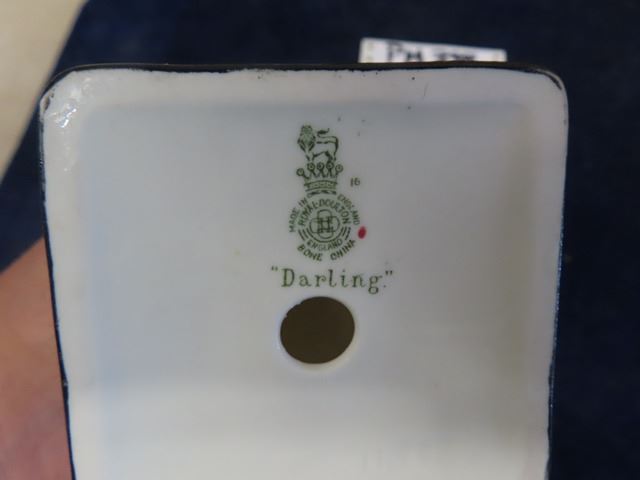 16
MADE IN ENGLAND
ROYAL·DOULTON
ENGLAND
BONE CHINA
"Darling."